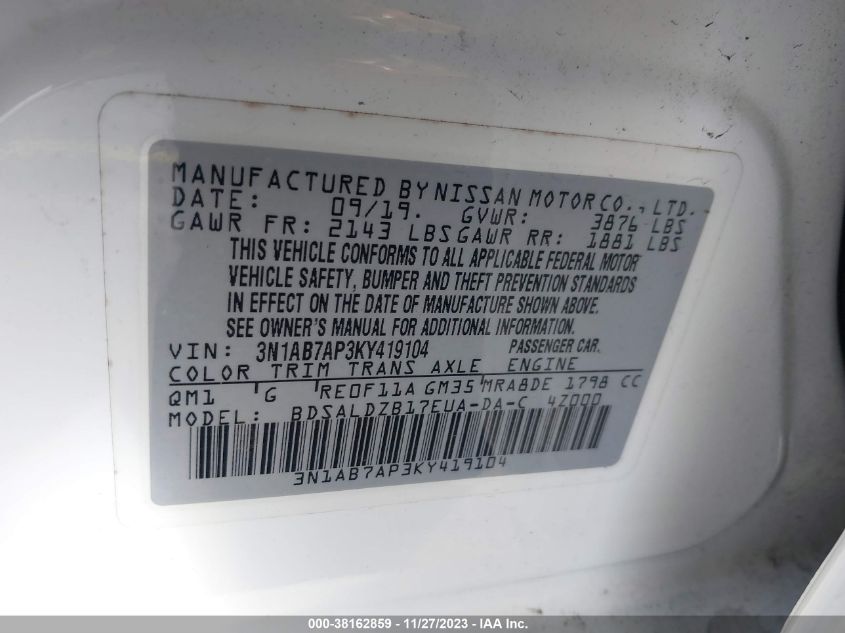 MANUFACTURED BY NISSAN MOTOR CO., LTD.
DATE: 09/19. GVWR: 3876 LBS
GAWR FR: 2143 LBS GAWR RR: 1881 LBS
THIS VEHICLE CONFORMS TO ALL APPLICABLE FEDERAL MOTOR
VEHICLE SAFETY, BUMPER AND THEFT PREVENTION STANDARDS
IN EFFECT ON THE DATE OF MANUFACTURE SHOWN ABOVE.
SEE OWNER'S MANUAL FOR ADDITIONAL INFORMATION.
VIN: 3N1AB7AP3KY419104 PASSENGER CAR.
COLOR TRIM TRANS AXLE ENGINE
QM1 G RE0F11A GM35 MRA8DE 1798 CC
MODEL: BDSALDZB17EUA-DA-C 4Z000
3N1AB7AP3KY419104
000-38162859 - 11/27/2023 - IAA Inc.